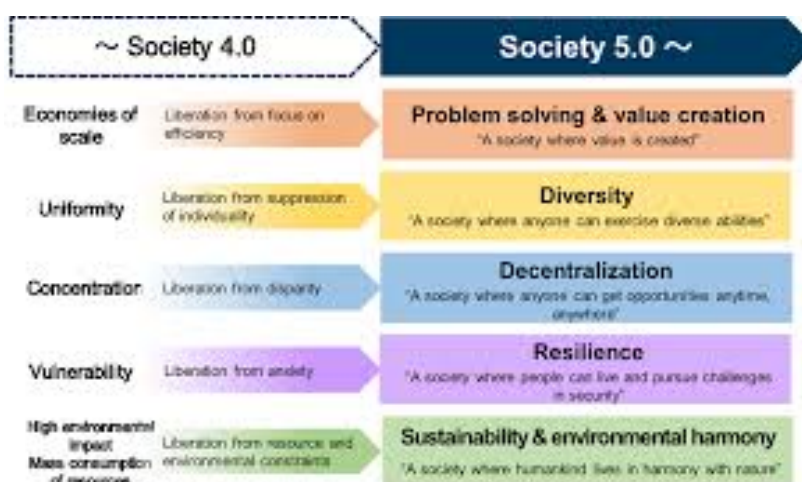 ~ Society 4.0
Society 5.0 ~
Economies of
scale
Liberation from focus on
efficiency
Problem solving & value creation
"A society where value is created"
Uniformity
Liberation from suppression
of individuality
Diversity
"A society where anyone can exercise diverse abilities"
Concentration
Liberation from disparity
Decentralization
"A society where anyone can get opportunities anytime,
anywhere"
Vulnerability
Liberation from anxiety
Resilience
"A society where people can live and pursue challenges
in security"
High environmental
impact
Mass consumption
of resources
Liberation from resource and
environmental constraints
Sustainability & environmental harmony
"A society where humankind lives in harmony with nature"